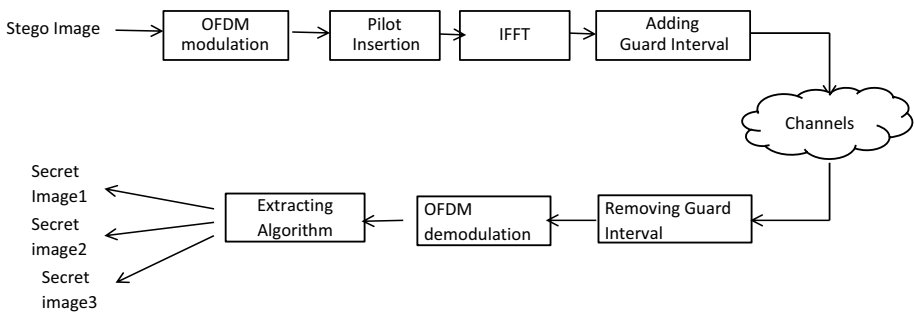 Stego Image
OFDM
modulation
Pilot
Insertion
IFFT
Adding
Guard Interval
Channels
Removing Guard
Interval
OFDM
demodulation
Extracting
Algorithm
Secret
Image1
Secret
image2
Secret
image3